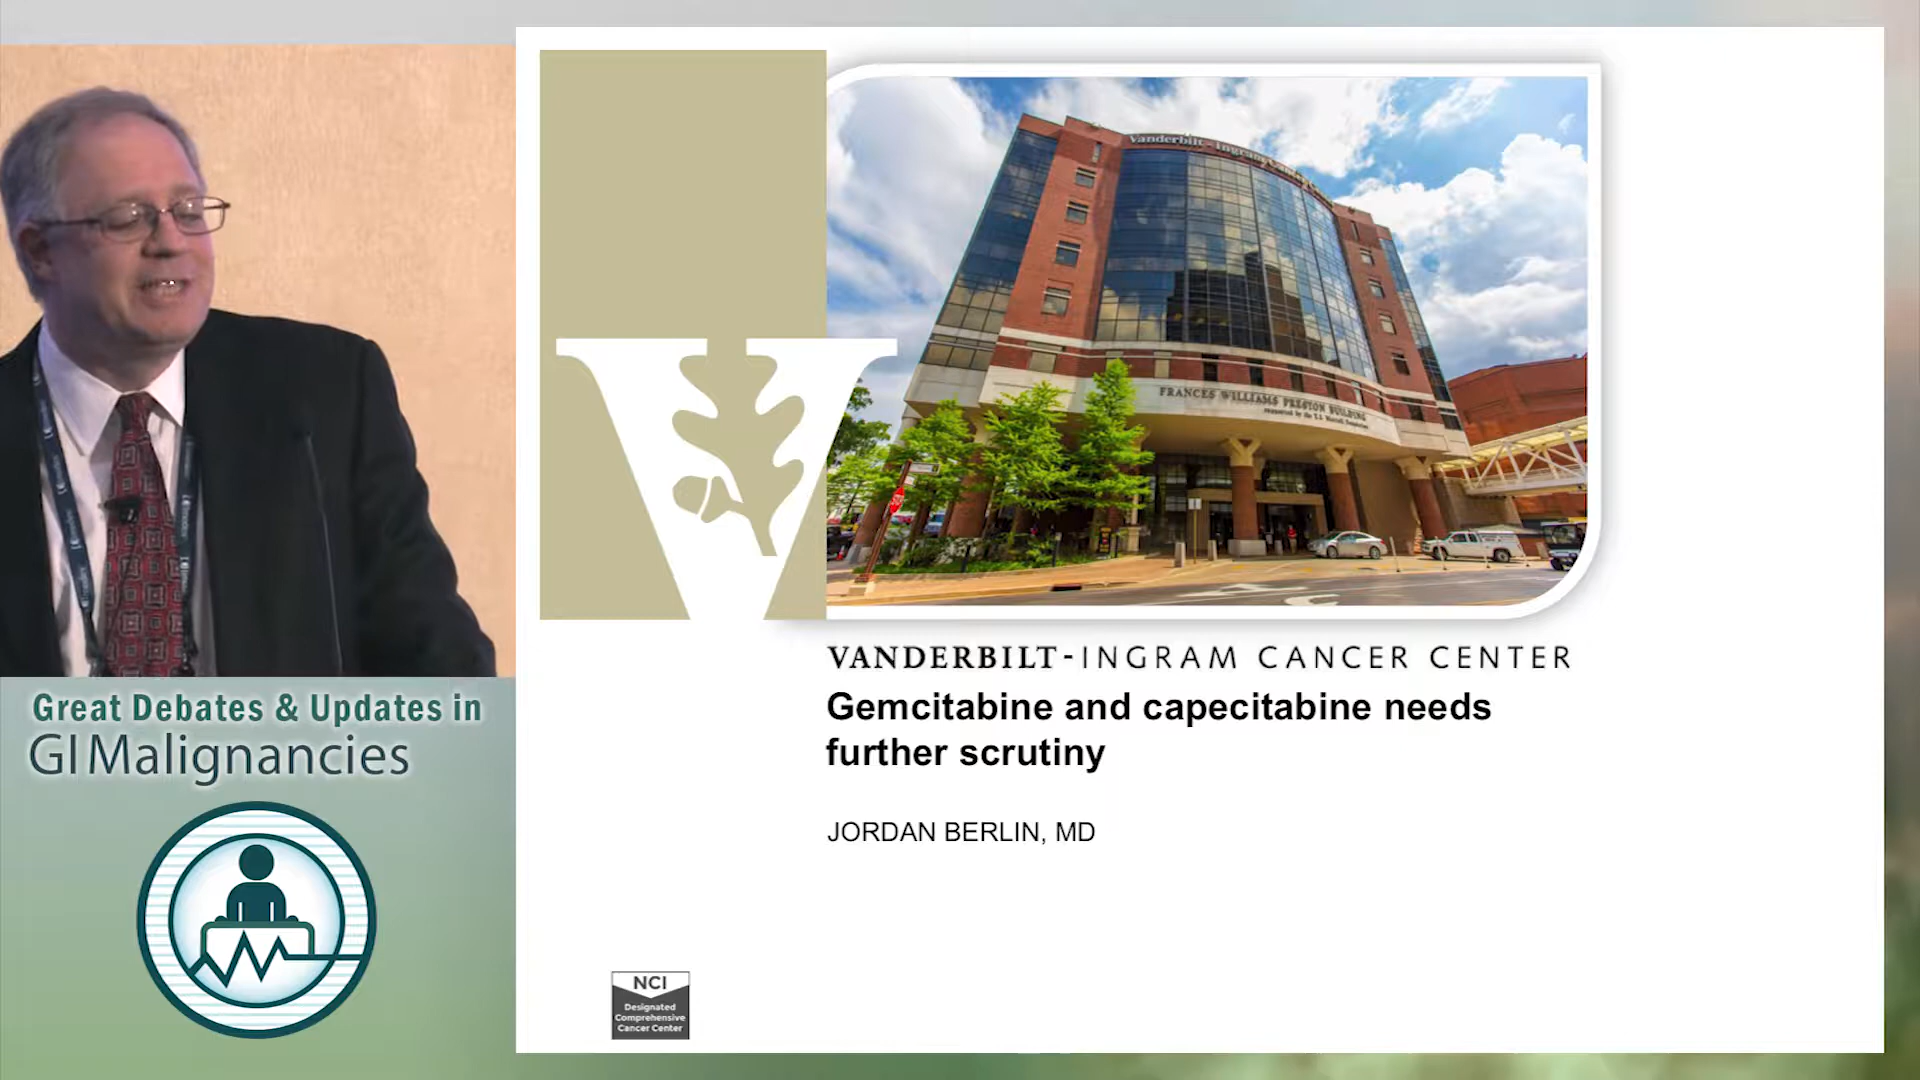 Great Debates & Updates in
GI Malignancies
Vanderbilt-Ingram Cancer
FRANCES WILLIAMS PRESTON BUILDING
VANDERBILT-INGRAM CANCER CENTER
Gemcitabine and capecitabine needs
further scrutiny
JORDAN BERLIN, MD
NCI
Designated
Comprehensive
Cancer Center